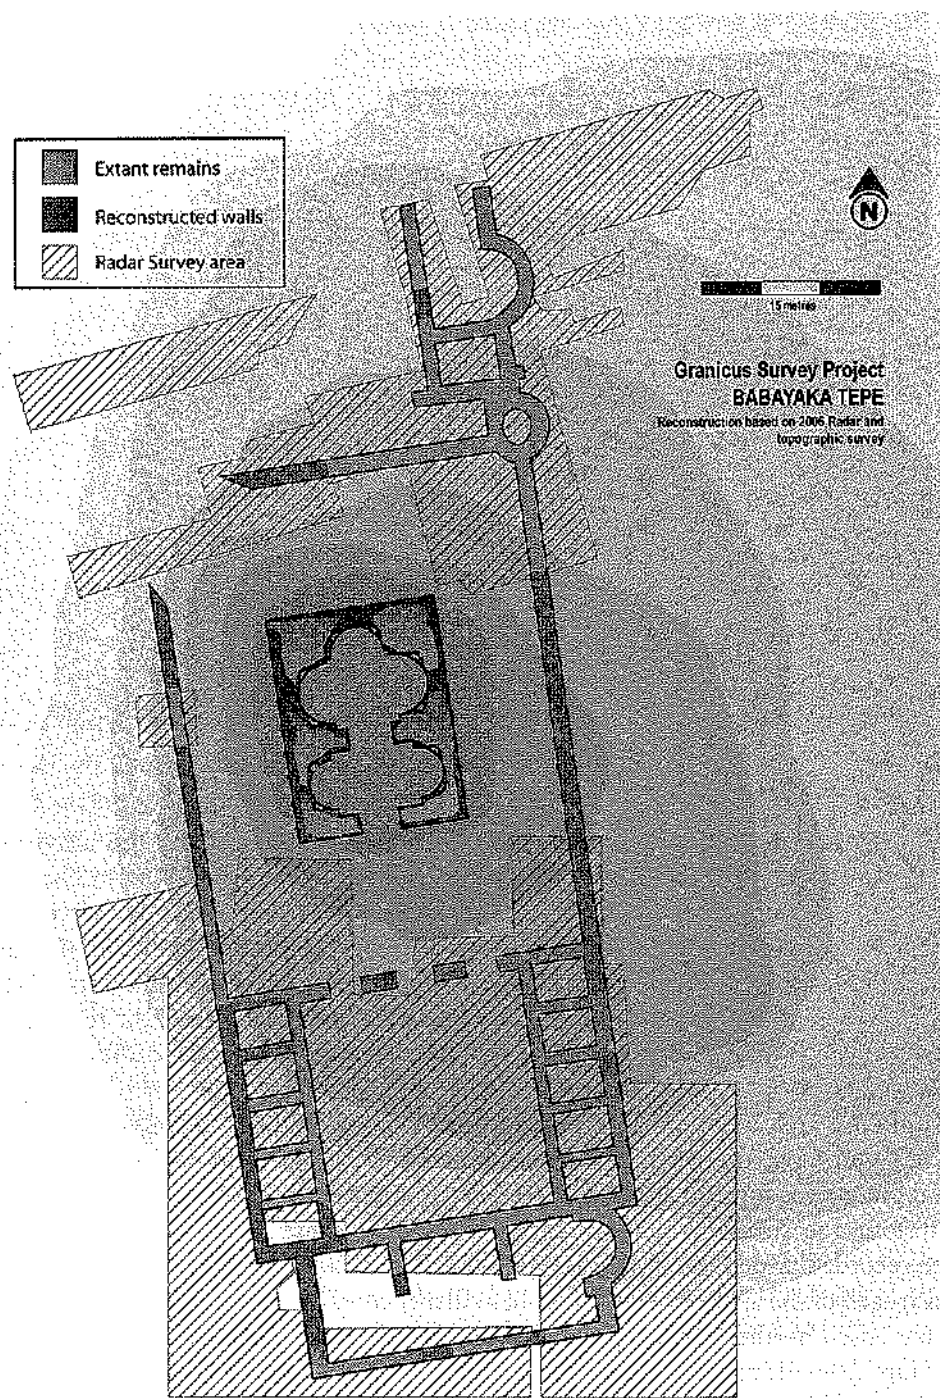 Extant remains
Reconstructed walls
Radar Survey area
N
15 metres
Granicus Survey Project
BABAYAKA TEPE
Reconstruction based on 2006 Radar and
topographic survey